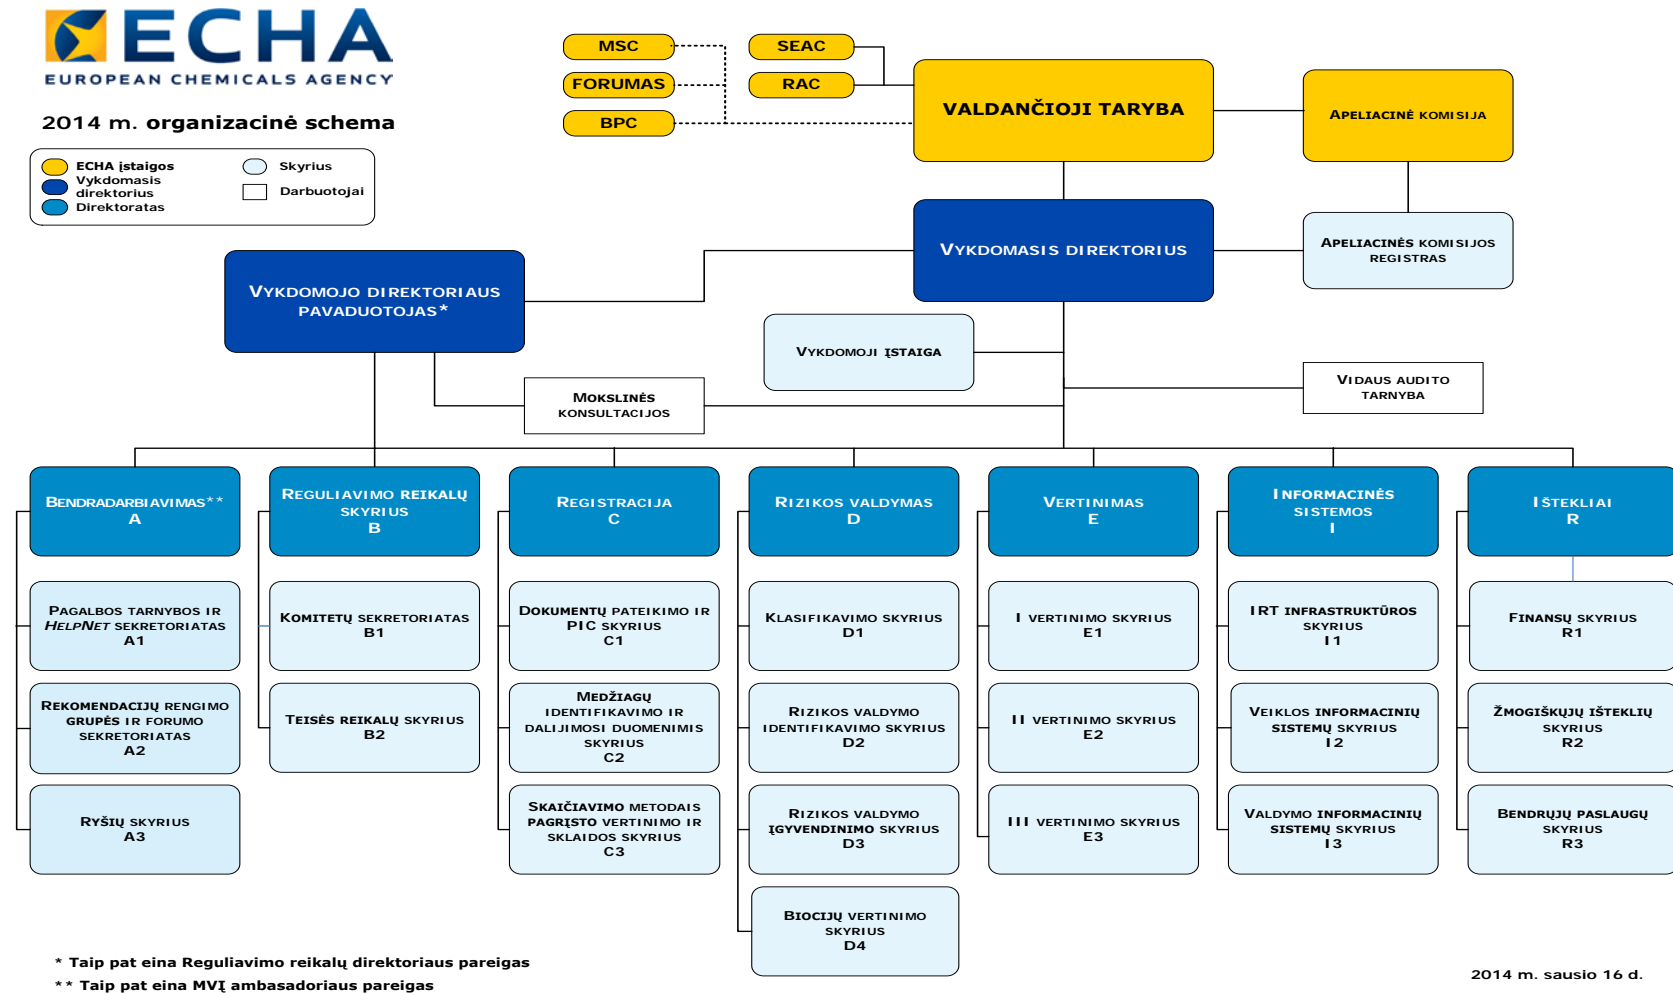 ECHA
EUROPEAN CHEMICALS AGENCY
2014 m. organizacinė schema
ECHA įstaigos
Vykdomasis
direktorius
Direktoratas
Skyrius
Darbuotojai
MSC
FORUMAS
BPC
SEAC
RAC
VALDANČIOJI TARYBA
APELIACINĖ KOMISIJA
VYKDOMASIS DIREKTORIUS
APELIACINĖS KOMISIJOS
REGISTRAS
VYKDOMOJO DIREKTORIAUS
PAVADUOTOJAS*
VYKDOMOJI ĮSTAIGA
MOKSLINĖS
KONSULTACIJOS
VIDAUS AUDITO
TARNYBA
BENDRADARBIAVIMAS**
A
REGULIAVIMO REIKALŲ
SKYRIUS
B
REGISTRACIJA
C
RIZIKOS VALDYMAS
D
VERTINIMAS
E
INFORMACINĖS
SISTEMOS
I
IŠTEKLIAI
R
PAGALBOS TARNYBOS IR
HELPNET SEKRETORIATAS
A1
KOMITETŲ SEKRETORIATAS
B1
DOKUMENTŲ PATEIKIMO IR
PIC SKYRIUS
C1
KLASIFIKAVIMO SKYRIUS
D1
I VERTINIMO SKYRIUS
E1
IRT INFRASTRUKTŪROS
SKYRIUS
I1
FINANSŲ SKYRIUS
R1
REKOMENDACIJŲ RENGIMO
GRUPĖS IR FORUMO
SEKRETORIATAS
A2
TEISĖS REIKALŲ SKYRIUS
B2
MEDŽIAGŲ
IDENTIFIKAVIMO IR
DALIJIMOSI DUOMENIMIS
SKYRIUS
C2
RIZIKOS VALDYMO
IDENTIFIKAVIMO SKYRIUS
D2
II VERTINIMO SKYRIUS
E2
VEIKLOS INFORMACINIŲ
SISTEMŲ SKYRIUS
I2
ŽMOGIŠKŲJŲ IŠTEKLIŲ
SKYRIUS
R2
RYŠIŲ SKYRIUS
A3
SKAIČIAVIMO METODAIS
PAGRĮSTO VERTINIMO IR
SKLAIDOS SKYRIUS
C3
RIZIKOS VALDYMO
ĮGYVENDINIMO SKYRIUS
D3
III VERTINIMO SKYRIUS
E3
VALDYMO INFORMACINIŲ
SISTEMŲ SKYRIUS
I3
BENDRŲJŲ PASLAUGŲ
SKYRIUS
R3
BIOCIJŲ VERTINIMO
SKYRIUS
D4
* Taip pat eina Reguliavimo reikalų direktoriaus pareigas
** Taip pat eina MVĮ ambasadoriaus pareigas
2014 m. sausio 16 d.